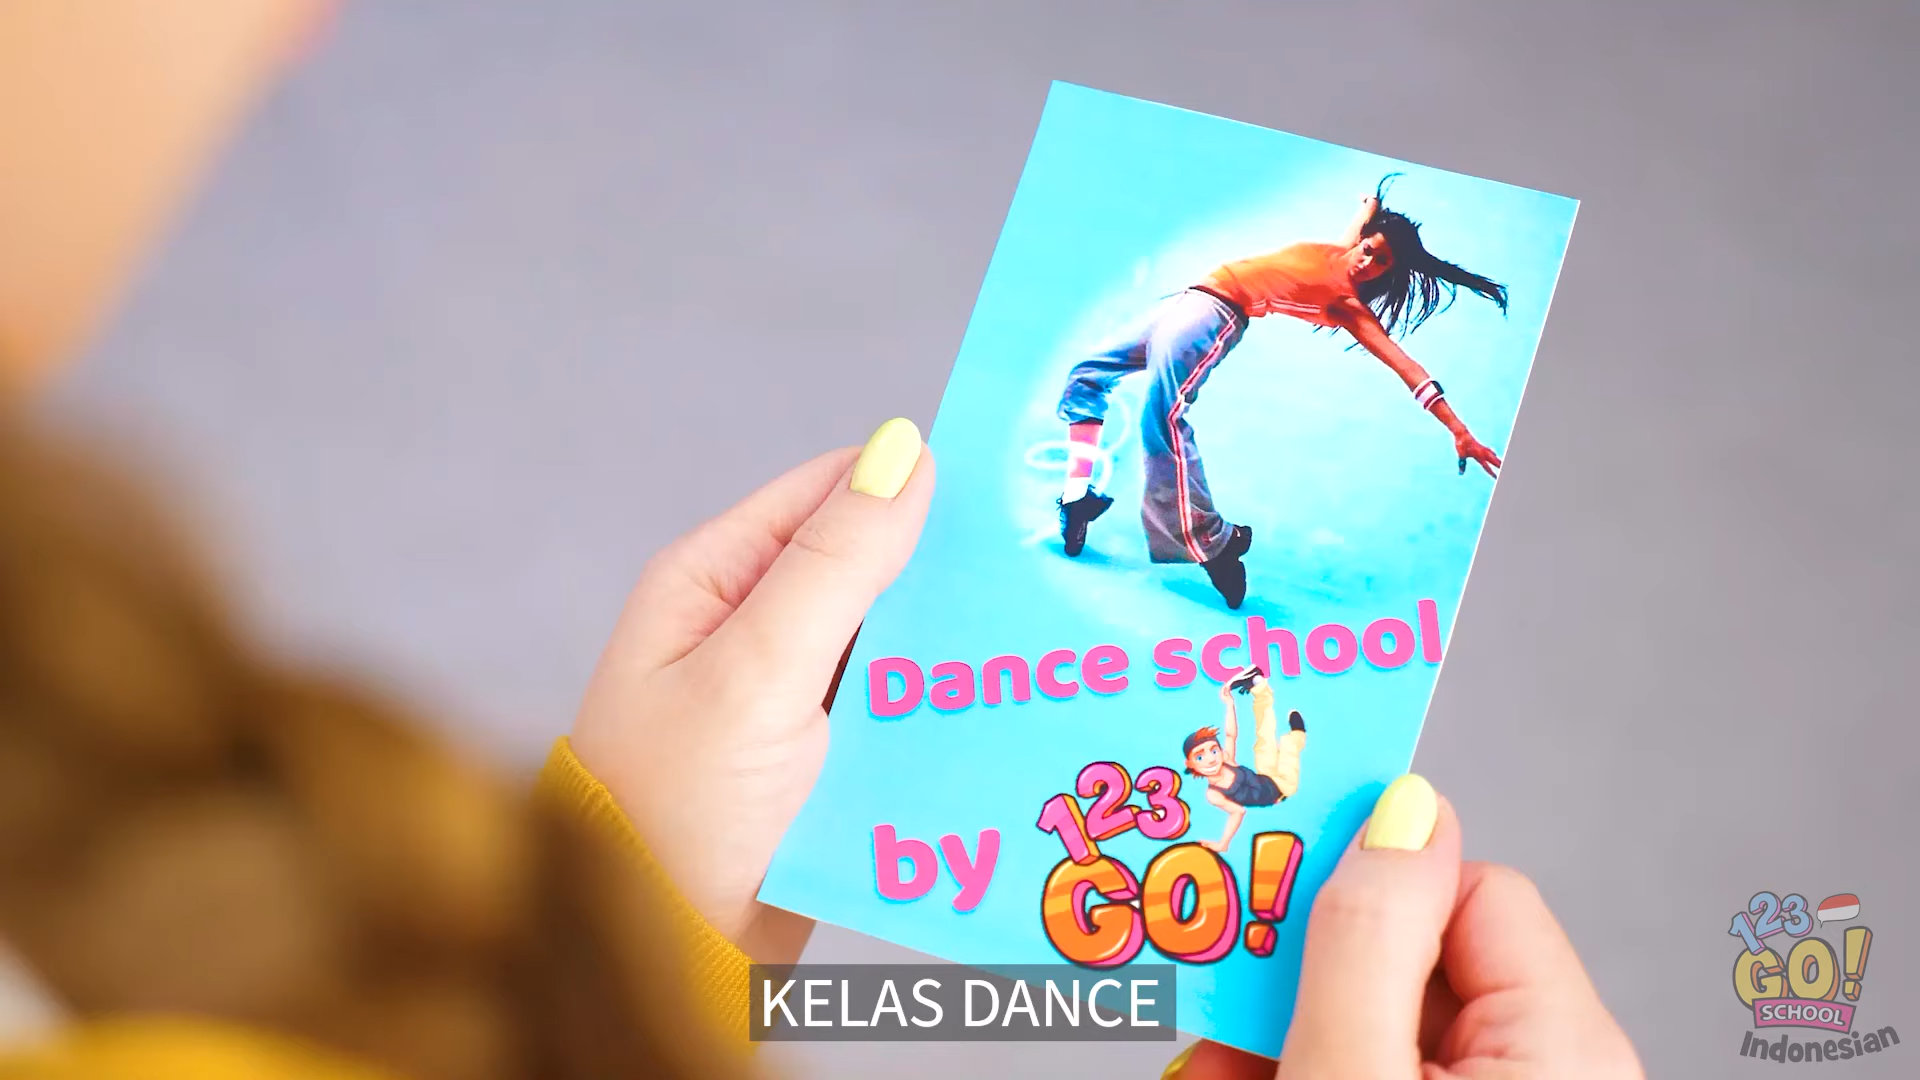 Dance school
by 123
GO!
KELAS DANCE
123
GO!
SCHOOL
Indonesian